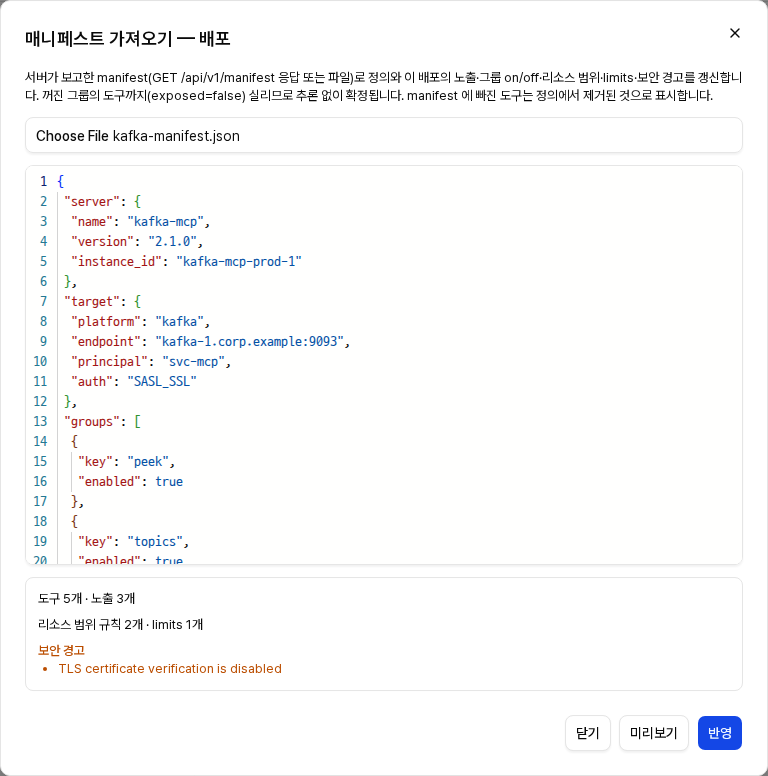 매니페스트 가져오기 — 배포
서버가 보고한 manifest(GET /api/v1/manifest 응답 또는 파일)로 정의와 이 배포의 노출·그룹 on/off·리소스 범위·limits·보안 경고를 갱신합니
다. 꺼진 그룹의 도구까지(exposed=false) 실리므로 추론 없이 확정됩니다. manifest 에 빠진 도구는 정의에서 제거된 것으로 표시합니다.
Choose File kafka-manifest.json
1 {
2 "server": {
3 "name": "kafka-mcp",
4 "version": "2.1.0",
5 "instance_id": "kafka-mcp-prod-1"
6 },
7 "target": {
8 "platform": "kafka",
9 "endpoint": "kafka-1.corp.example:9093",
10 "principal": "svc-mcp",
11 "auth": "SASL_SSL"
12 },
13 "groups": [
14 {
15 "key": "peek",
16 "enabled": true
17 },
18 {
19 "key": "topics",
20 "enabled": true
도구 5개 · 노출 3개
리소스 범위 규칙 2개 · limits 1개
보안 경고
• TLS certificate verification is disabled
닫기 미리보기 반영